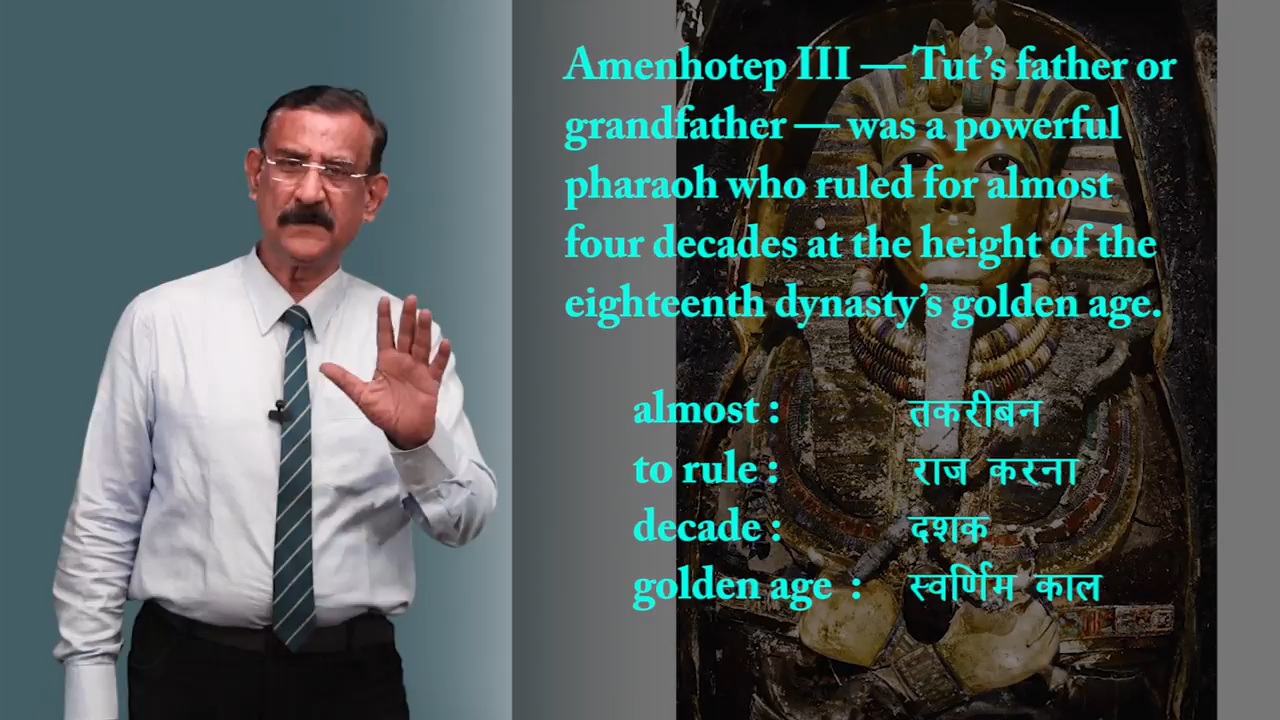 Amenhotep III — Tut’s father or
grandfather — was a powerful
pharaoh who ruled for almost
four decades at the height of the
eighteenth dynasty’s golden age.
almost : तकरीबन
to rule : राज करना
decade : दशक
golden age : स्वर्णिम काल